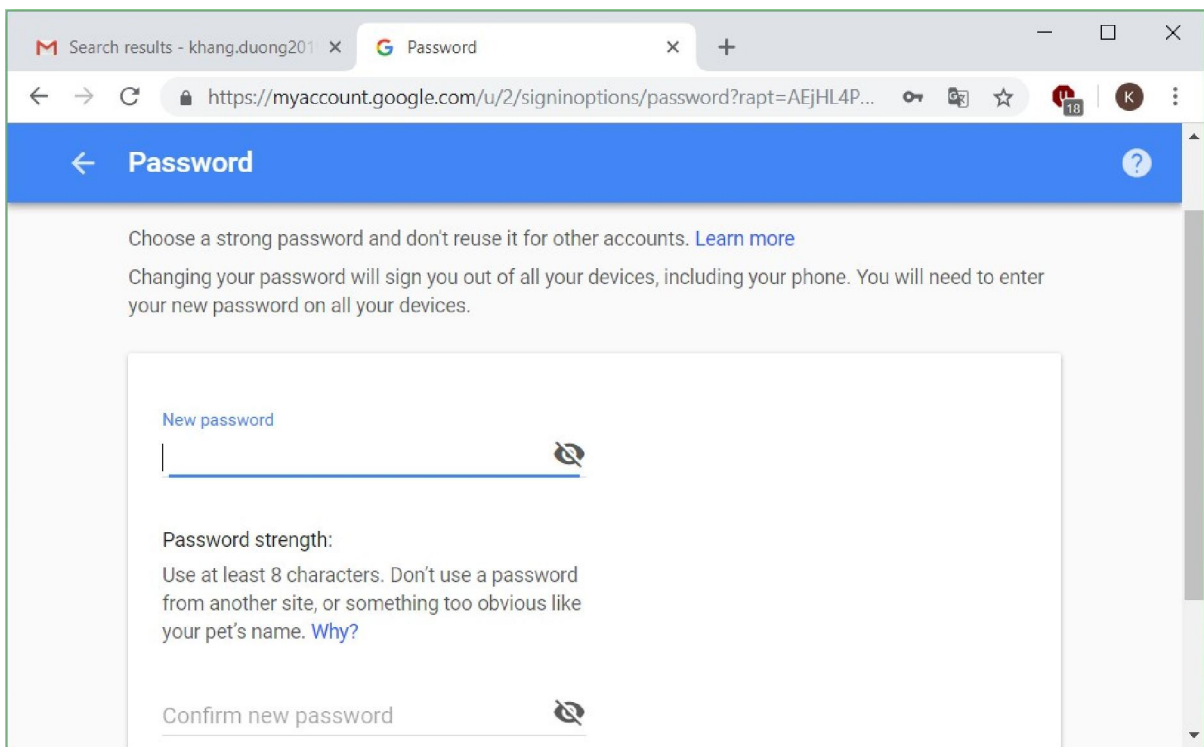 Search results - khang.duong201
Password
https://myaccount.google.com/u/2/signinoptions/password?rapt=AEjHL4P...
18
K
Password
Choose a strong password and don't reuse it for other accounts. Learn more
Changing your password will sign you out of all your devices, including your phone. You will need to enter
your new password on all your devices.
New password
Password strength:
Use at least 8 characters. Don't use a password
from another site, or something too obvious like
your pet's name. Why?
Confirm new password